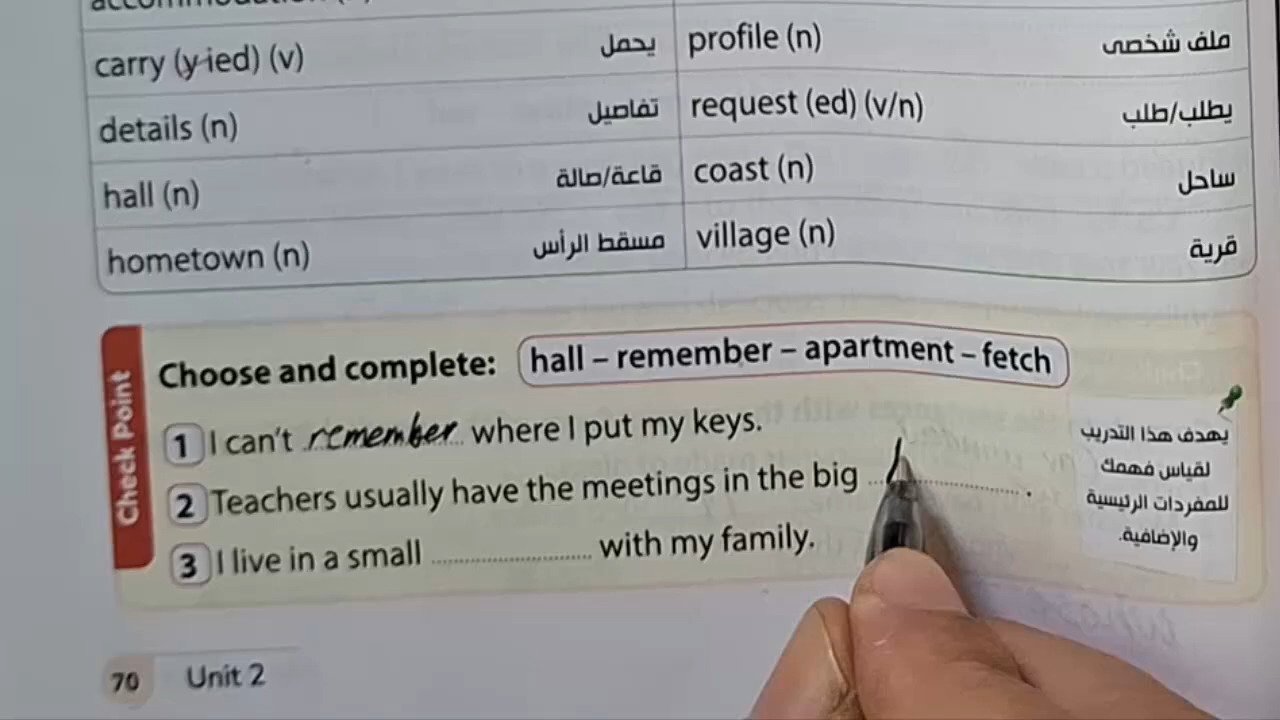 carry (y-ied) (v) يحمل profile (n) ملف شخصى
details (n) تفاصيل request (ed) (v/n) يطلب/طلب
hall (n) قاعة/صالة coast (n) ساحل
hometown (n) مسقط الرأس village (n) قرية
Check Point
Choose and complete: hall – remember – apartment – fetch
1 I can't remember where I put my keys.
2 Teachers usually have the meetings in the big .................... .
3 I live in a small .................... with my family.
يهدف هذا التدريب
لقياس فهمك
للمفردات الرئيسية
والإضافية.
70 Unit 2